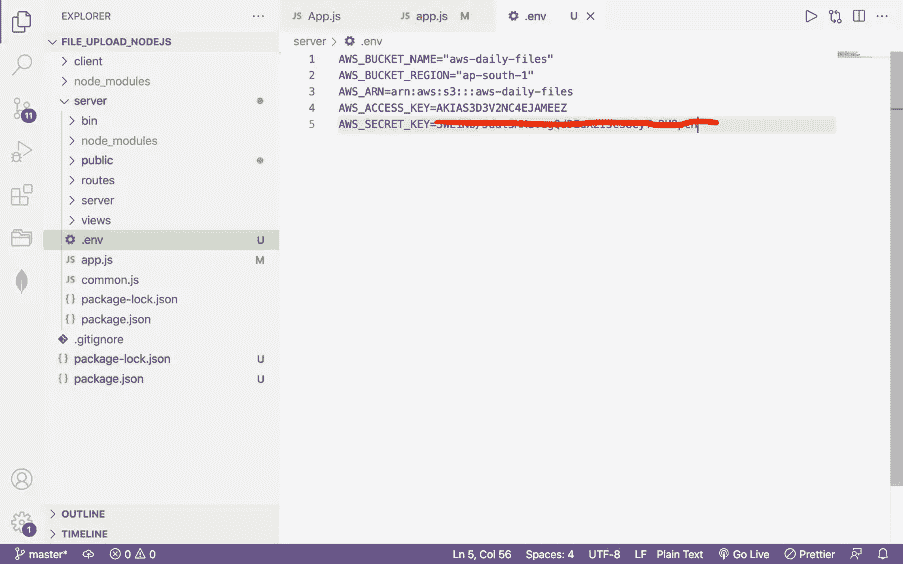 EXPLORER
FILE_UPLOAD_NODEJS
client
node_modules
server
bin
node_modules
public
routes
server
views
.env U
app.js M
common.js
package-lock.json
package.json
.gitignore
package-lock.json U
package.json U
OUTLINE
TIMELINE
11
1
JS App.js
JS app.js M
.env U
server > .env
1 AWS_BUCKET_NAME="aws-daily-files"
2 AWS_BUCKET_REGION="ap-south-1"
3 AWS_ARN=arn:aws:s3:::aws-daily-files
4 AWS_ACCESS_KEY=AKIAS3D3V2NC4EJAMEEZ
5 AWS_SECRET_KEY=
master* 0 0 Ln 5, Col 56 Spaces: 4 UTF-8 LF Plain Text Go Live Prettier